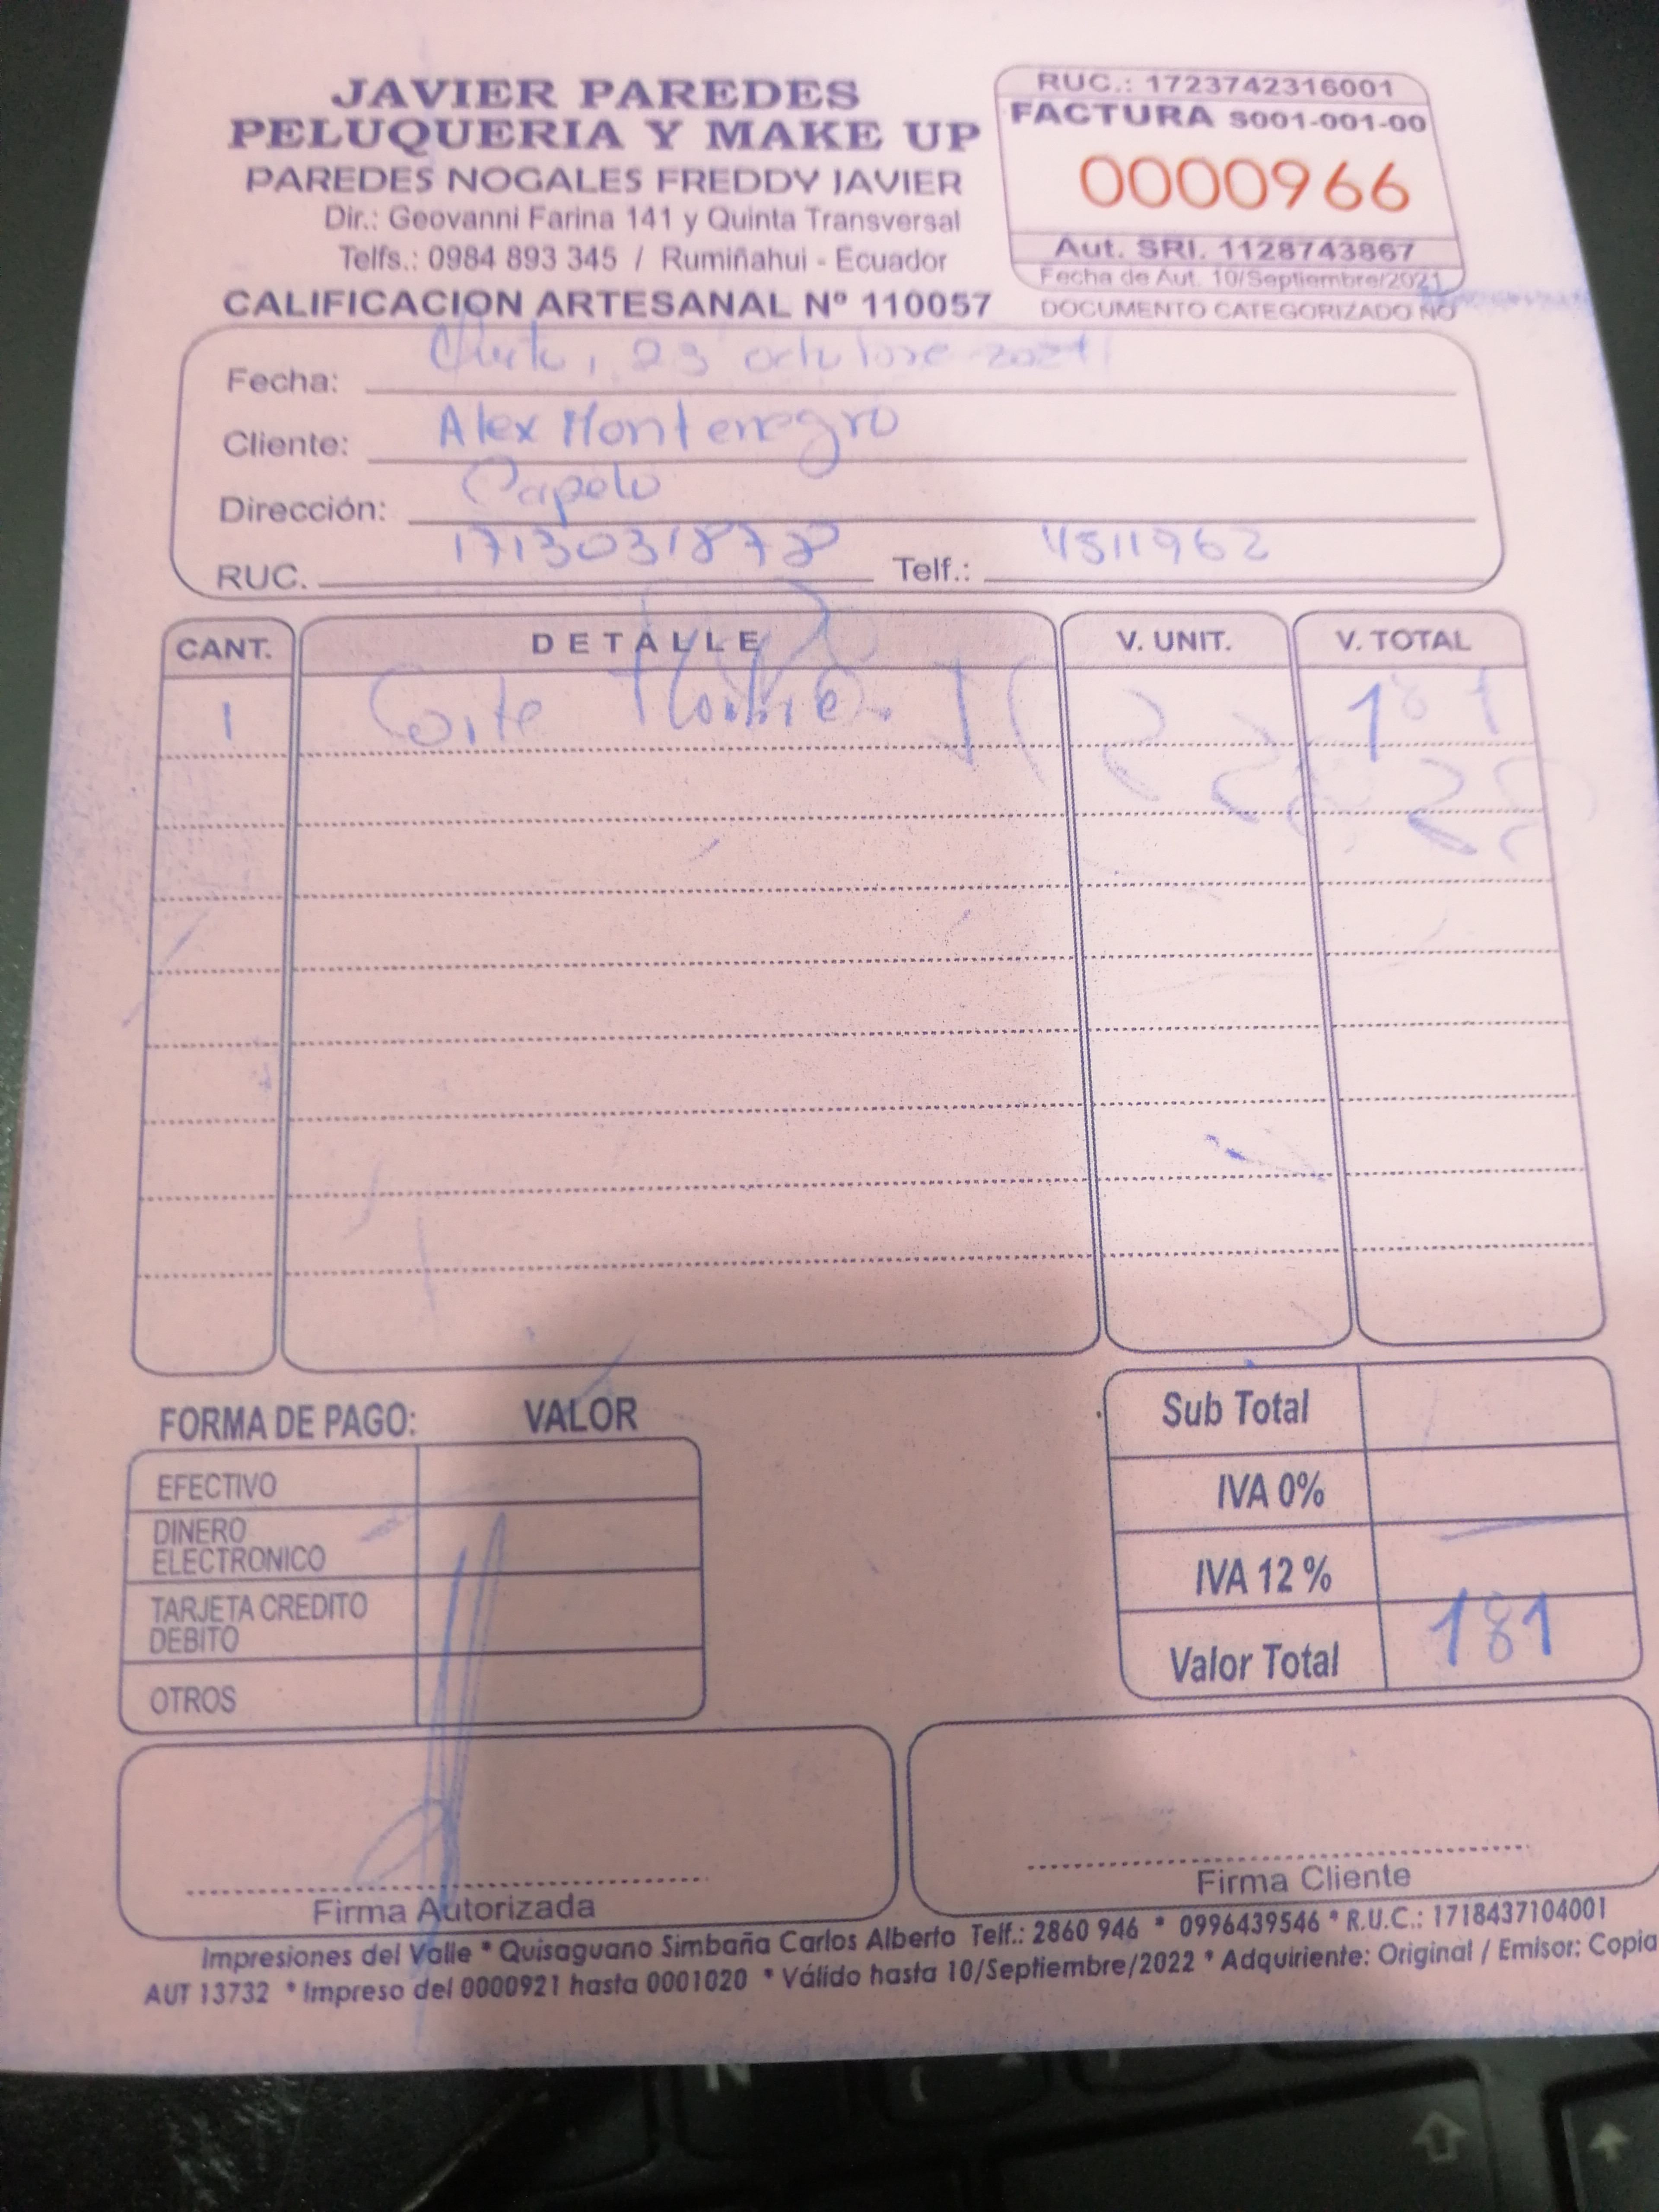 JAVIER PAREDES
PELUQUERIA Y MAKE UP
PAREDES NOGALES FREDDY JAVIER
Dir.: Geovanni Farina 141 y Quinta Transversal
Telfs.: 0984 893 345 / Rumiñahui - Ecuador
CALIFICACION ARTESANAL Nº 110057
RUC.: 1723742316001
FACTURA S001-001-00
0000966
Aut. SRI. 1128743867
Fecha de Aut. 10/Septiembre/2021
DOCUMENTO CATEGORIZADO NO
Fecha: 23 octubre 2021
Cliente: Alex Montenegro
Dirección: Capelo
RUC. 1713031878 Telf.: 4511962
CANT. DETALLE V. UNIT. V. TOTAL
1 Corte Hombre. 181
FORMA DE PAGO: VALOR
EFECTIVO
DINERO ELECTRONICO
TARJETA CREDITO
DEBITO
OTROS
Sub Total
IVA 0%
IVA 12 %
Valor Total 181
Firma Autorizada
Firma Cliente
Impresiones del Valle * Quisaguano Simbaña Carlos Alberto Telf.: 2860 946 * 0996439546 * R.U.C.: 1718437104001
AUT 13732 * Impreso del 0000921 hasta 0001020 * Válido hasta 10/Septiembre/2022 * Adquiriente: Original / Emisor: Copia
N